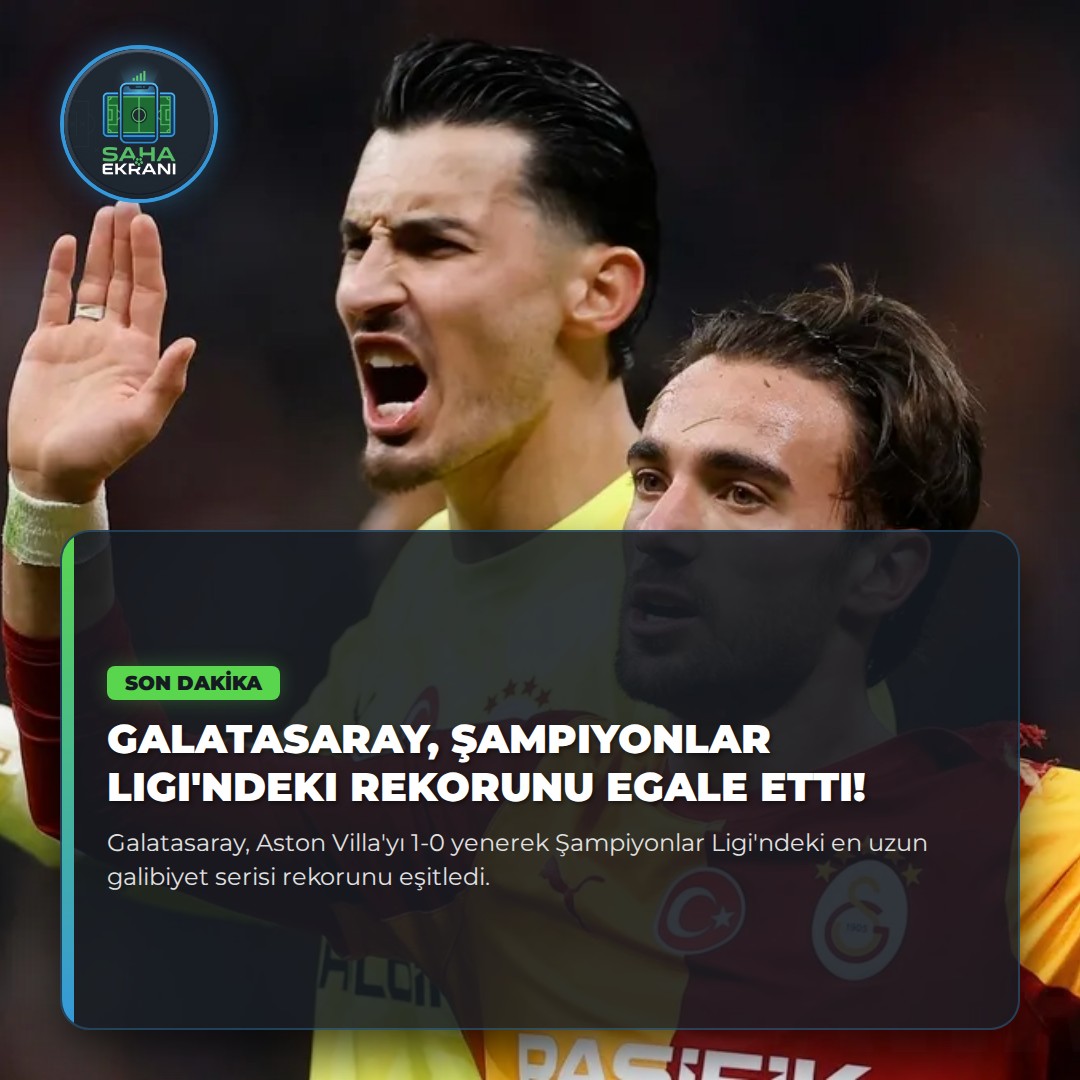 SAHA
EKRANI
SON DAKİKA
GALATASARAY, ŞAMPIYONLAR
LIGI'NDEKI REKORUNU EGALE ETTI!
Galatasaray, Aston Villa'yı 1-0 yenerek Şampiyonlar Ligi'ndeki en uzun
galibiyet serisi rekorunu eşitledi.
1905